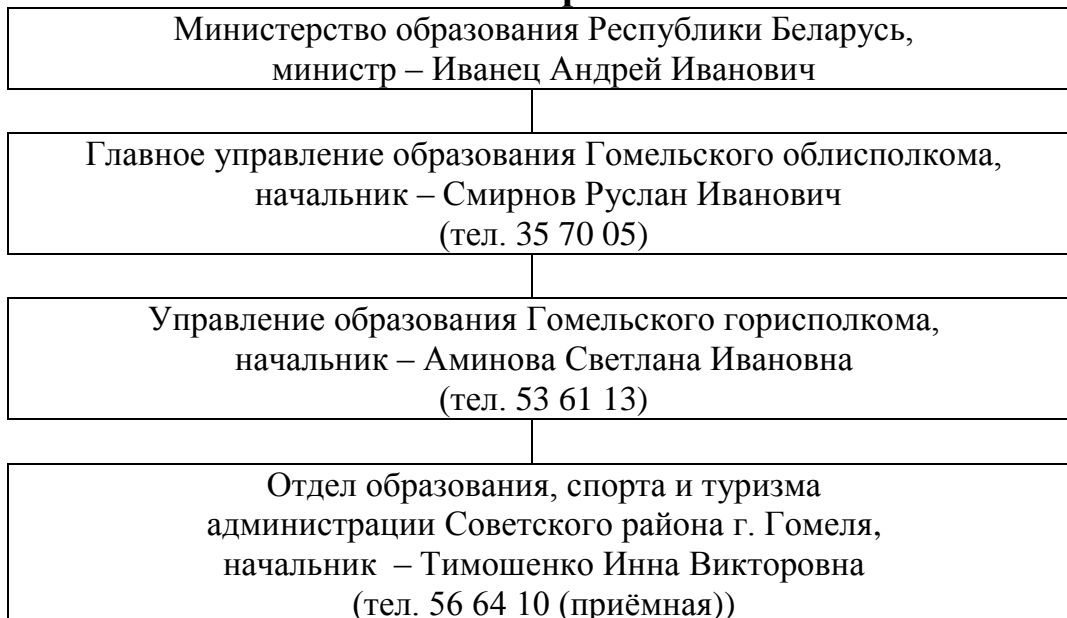 Министерство образования Республики Беларусь,
министр – Иванец Андрей Иванович
Главное управление образования Гомельского облисполкома,
начальник – Смирнов Руслан Иванович
(тел. 35 70 05)
Управление образования Гомельского горисполкома,
начальник – Аминова Светлана Ивановна
(тел. 53 61 13)
Отдел образования, спорта и туризма
администрации Советского района г. Гомеля,
начальник – Тимошенко Инна Викторовна
(тел. 56 64 10 (приёмная))